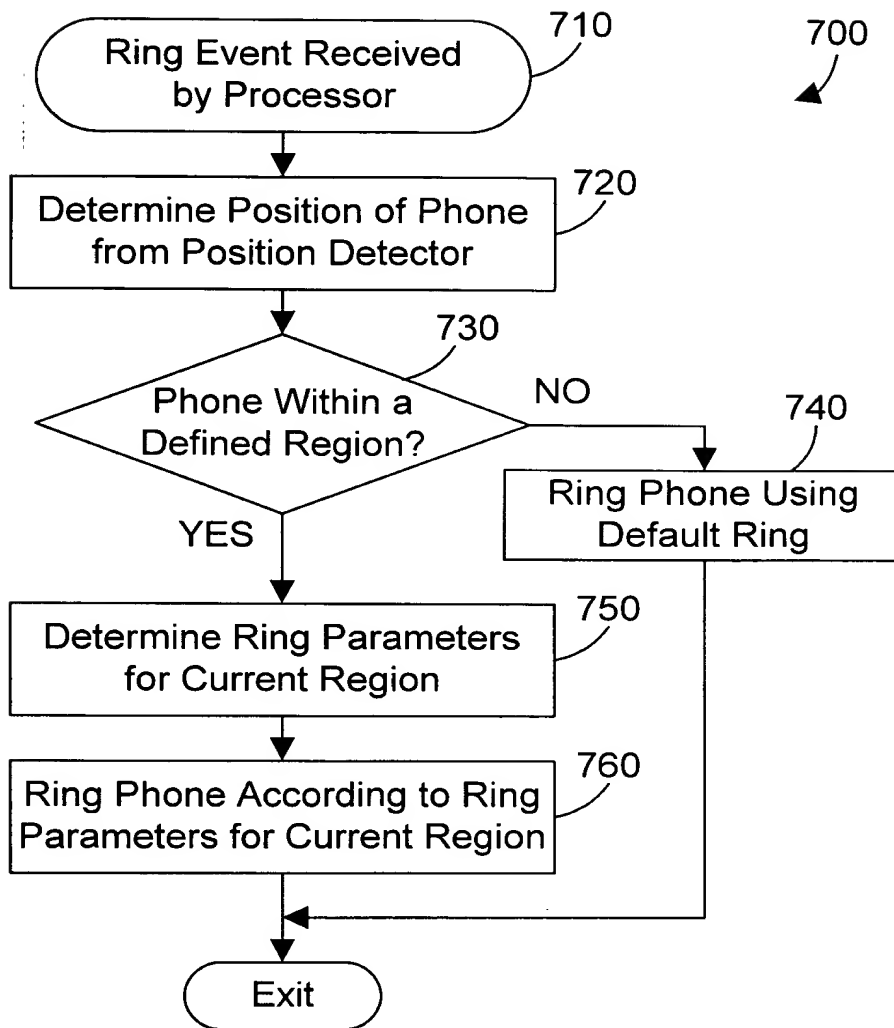 710
700
Ring Event Received
by Processor
720
Determine Position of Phone
from Position Detector
730
Phone Within a
Defined Region?
NO
740
Ring Phone Using
Default Ring
YES
750
Determine Ring Parameters
for Current Region
760
Ring Phone According to Ring
Parameters for Current Region
Exit